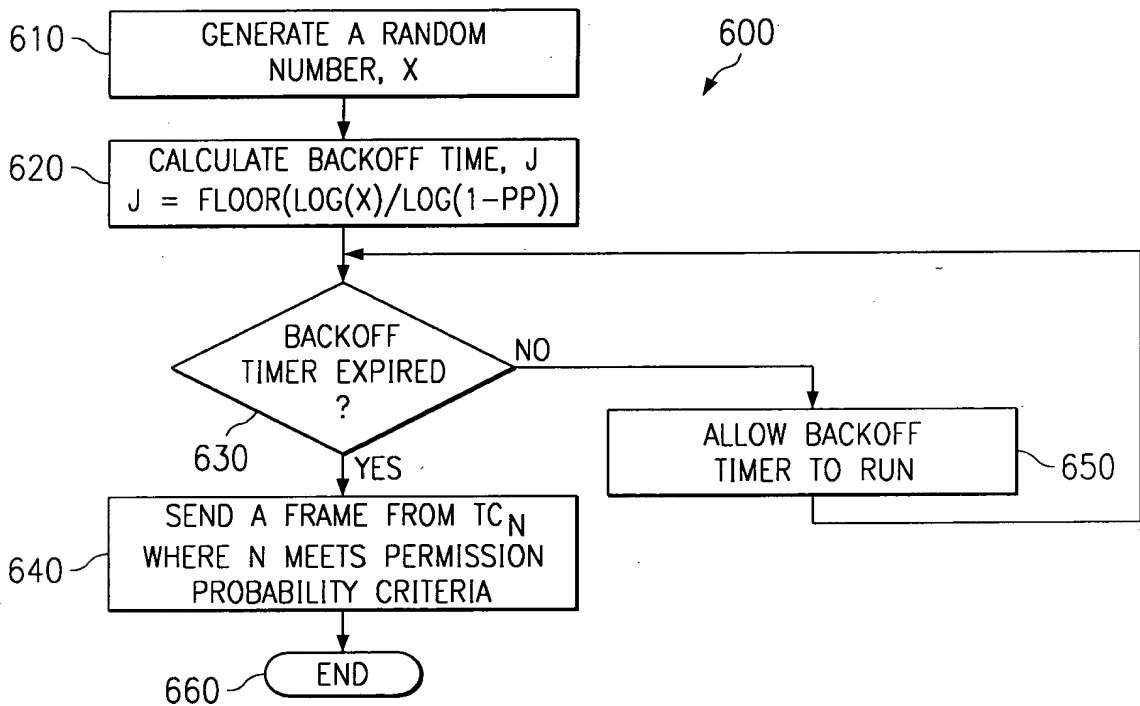 610
GENERATE A RANDOM
NUMBER, X
600
620
CALCULATE BACKOFF TIME, J
J = FLOOR(LOG(X)/LOG(1-PP))
BACKOFF
TIMER EXPIRED
?
NO
630
YES
ALLOW BACKOFF
TIMER TO RUN
650
640
SEND A FRAME FROM TC_N
WHERE N MEETS PERMISSION
PROBABILITY CRITERIA
660
END